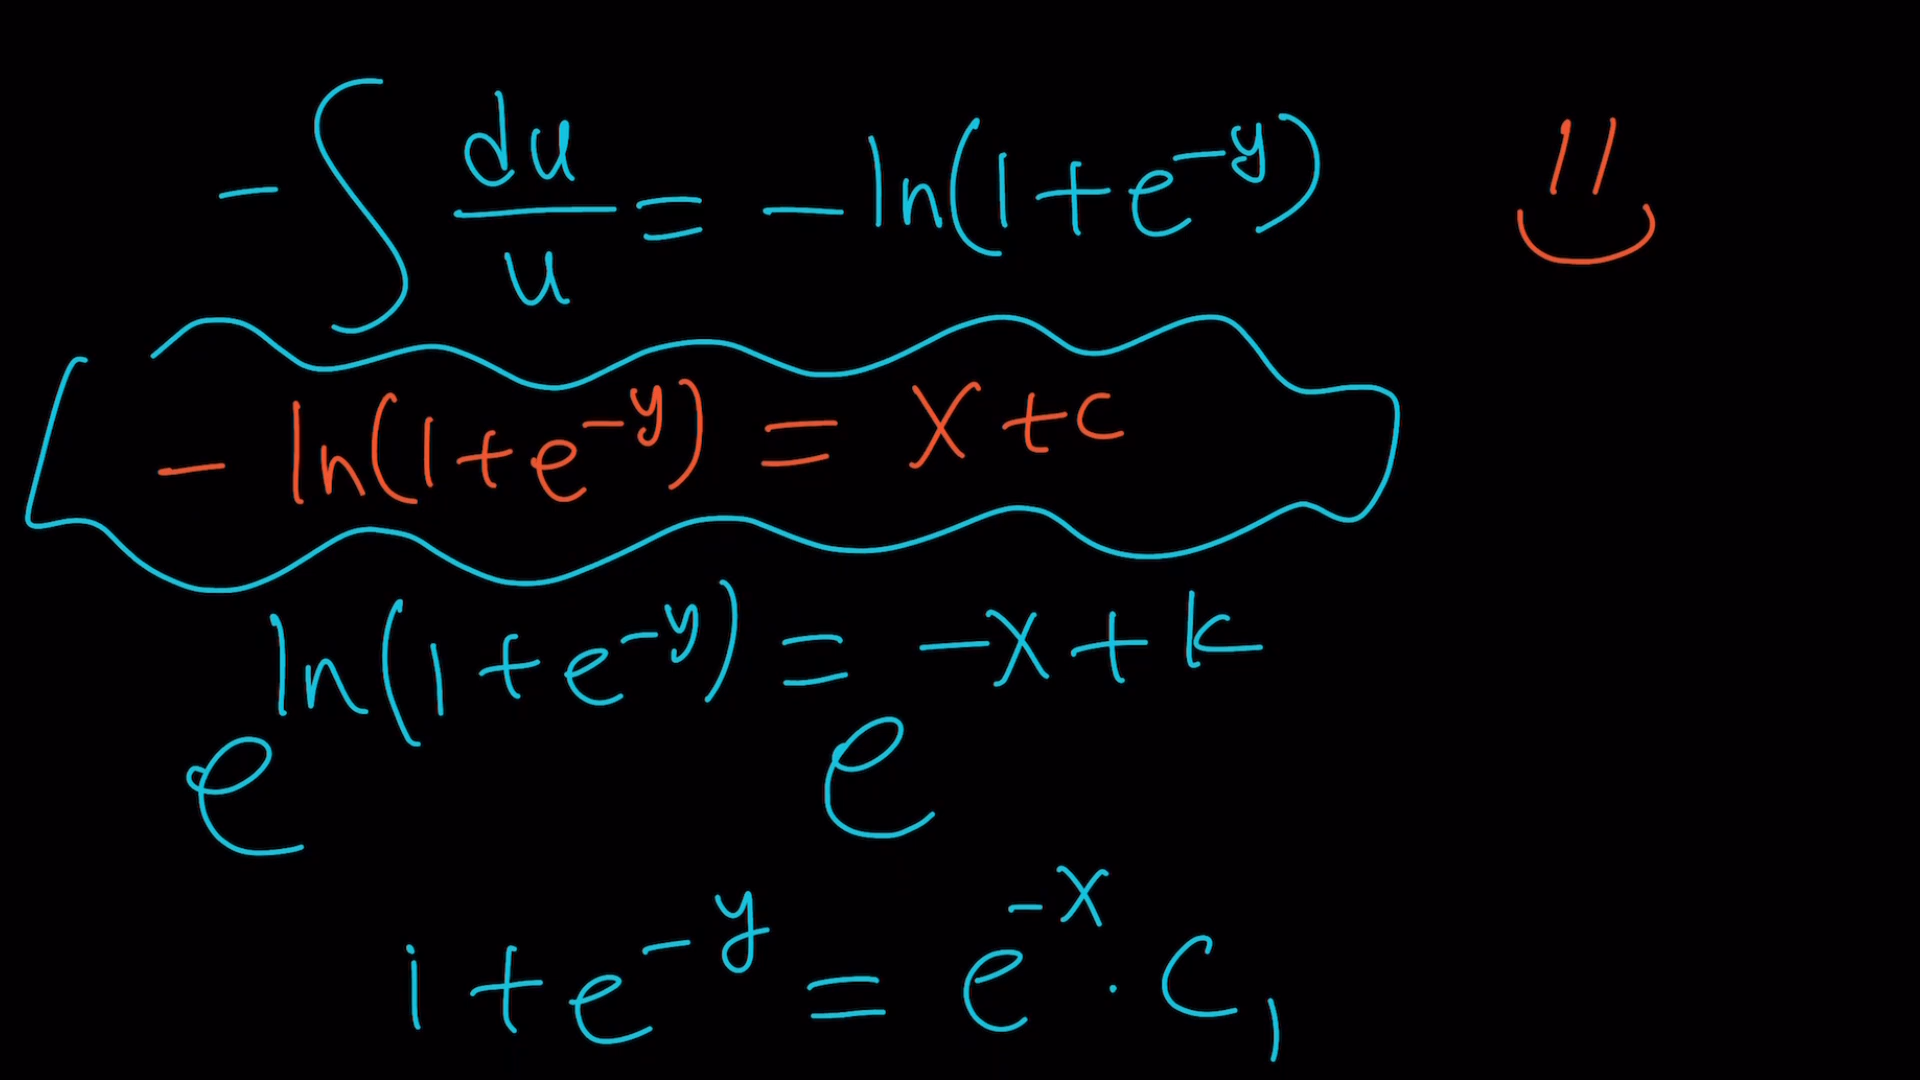 -∫ du/u = -ln(1+e^-y)
-ln(1+e^-y) = x+c
e^ln(1+e^-y) = e^-x+k
1+e^-y = e^-x · C₁